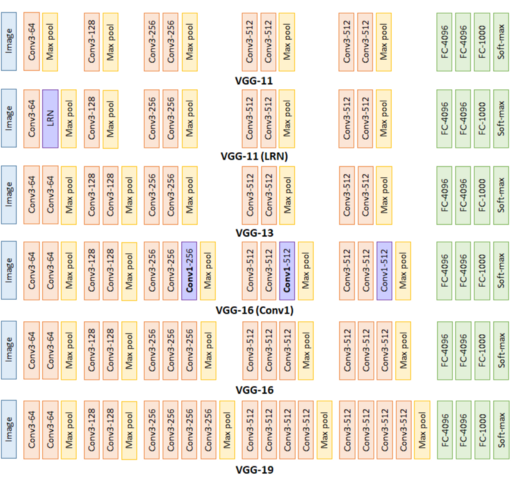 Image Conv3-64 Max pool Conv3-128 Max pool Conv3-256 Conv3-256 Max pool Conv3-512 Conv3-512 Max pool Conv3-512 Conv3-512 Max pool FC-4096 FC-4096 FC-1000 Soft-max
VGG-11
Image Conv3-64 LRN Max pool Conv3-128 Max pool Conv3-256 Conv3-256 Max pool Conv3-512 Conv3-512 Max pool Conv3-512 Conv3-512 Max pool FC-4096 FC-4096 FC-1000 Soft-max
VGG-11 (LRN)
Image Conv3-64 Conv3-64 Max pool Conv3-128 Conv3-128 Max pool Conv3-256 Conv3-256 Max pool Conv3-512 Conv3-512 Max pool Conv3-512 Conv3-512 Max pool FC-4096 FC-4096 FC-1000 Soft-max
VGG-13
Image Conv3-64 Conv3-64 Max pool Conv3-128 Conv3-128 Max pool Conv3-256 Conv3-256 Conv1-256 Max pool Conv3-512 Conv3-512 Conv1-512 Max pool Conv3-512 Conv3-512 Conv1-512 Max pool FC-4096 FC-4096 FC-1000 Soft-max
VGG-16 (Conv1)
Image Conv3-64 Conv3-64 Max pool Conv3-128 Conv3-128 Max pool Conv3-256 Conv3-256 Conv3-256 Max pool Conv3-512 Conv3-512 Conv3-512 Max pool Conv3-512 Conv3-512 Conv3-512 Max pool FC-4096 FC-4096 FC-1000 Soft-max
VGG-16
Image Conv3-64 Conv3-64 Max pool Conv3-128 Conv3-128 Max pool Conv3-256 Conv3-256 Conv3-256 Conv3-256 Max pool Conv3-512 Conv3-512 Conv3-512 Conv3-512 Max pool Conv3-512 Conv3-512 Conv3-512 Conv3-512 Max pool FC-4096 FC-4096 FC-1000 Soft-max
VGG-19